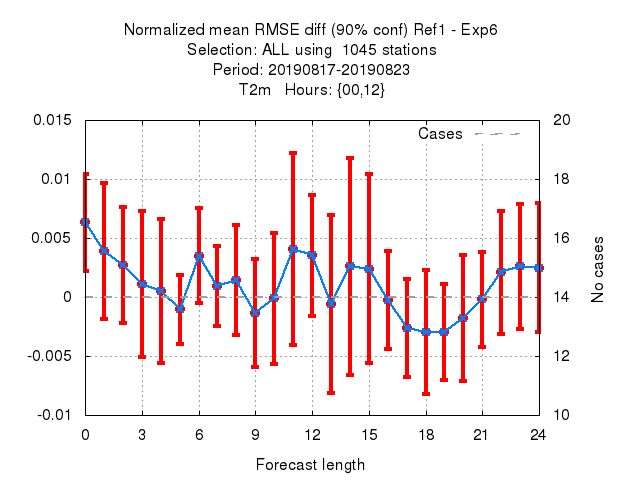 Normalized mean RMSE diff (90% conf) Ref1 - Exp6
Selection: ALL using  1045 stations
Period: 20190817-20190823
T2m   Hours: {00,12}
Cases
0.015
0.01
0.005
0
-0.005
-0.01
20
18
16
14
12
10
No cases
0 3 6 9 12 15 18 21 24
Forecast length